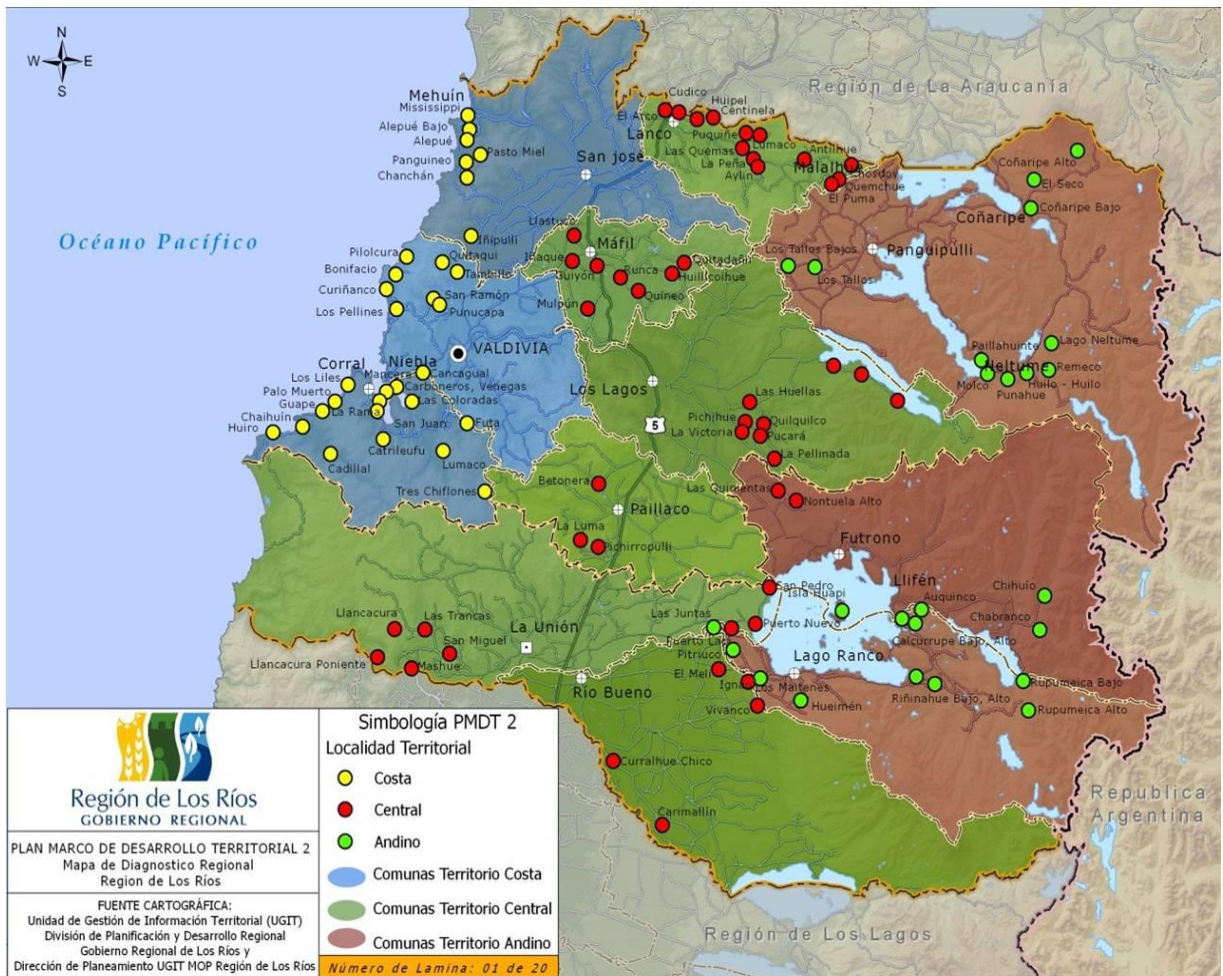 N
W
E
S
Región de La Araucanía
Océano Pacífico
Mehuín
Mississippi
Alepué Bajo
Alepué
Pasto Miel
Panguineo
Chanchán
San José
Cudico
Huipel
Centinela
El Arco
Lanco
Puquiñe
Las Quemas
Lumaco
La Peña
Aylin
Antilhue
Malalhue
Quemchue
El Puma
Coñaripe Alto
El Seco
Coñaripe Bajo
Coñaripe
Panguipulli
Los Tallos Bajos
Los Tallos
Llastuco
Iñipulli
Máfil
Pilolcura
Quitaqui
Bonifacio
Tambillo
Curiñanco
San Ramón
Punucapa
Los Pellines
Guiyón
Runca
Quitadañil
Huillicoihue
Quineo
Mulpún
VALDIVIA
Corral
Niebla
Cancagual
Los Liles
Mancera
Carboneros, Venegas
Palo Muerto
Las Coloradas
Guape
La Rama
Chaihuín
San Juan
Futa
Huiro
Catrileufu
Cadillal
Lumaco
Tres Chiflones
Los Lagos
5
Las Huellas
Pichihue
Quilquilco
La Victoria
Pucará
La Pellinada
Paillahuinte
Lago Neltume
Neltume
Remeco
Molco
Huilo - Huilo
Punahue
Betonera
Paillaco
La Luma
Pichirropulli
Las Quimientas
Nontuela Alto
Futrono
San Pedro
Isla Huapi
Llifén
Auquinco
Chihuío
Chabranco
Calcurrupe Bajo, Alto
Las Juntas
Puerto Nuevo
Pitriuco
Lago Ranco
El Meli
Los Maitenes
Riñinahue Bajo, Alto
Rupumeica Bajo
Hueimén
Vivanco
Rupumeica Alto
Llancacura
Las Trancas
San Miguel
La Unión
Llancacura Poniente
Mashue
Río Bueno
Curralhue Chico
Carimallín
Republica
Argentina
Región de Los Lagos
Región de Los Ríos
GOBIERNO REGIONAL
PLAN MARCO DE DESARROLLO TERRITORIAL 2
Mapa de Diagnostico Regional
Region de Los Ríos
FUENTE CARTOGRÁFICA:
Unidad de Gestión de Información Territorial (UGIT)
División de Planificación y Desarrollo Regional
Gobierno Regional de Los Ríos y
Dirección de Planeamiento UGIT MOP Región de Los Ríos
Simbología PMDT 2
Localidad Territorial
Costa
Central
Andino
Comunas Territorio Costa
Comunas Territorio Central
Comunas Territorio Andino
Número de Lamina: 01 de 20